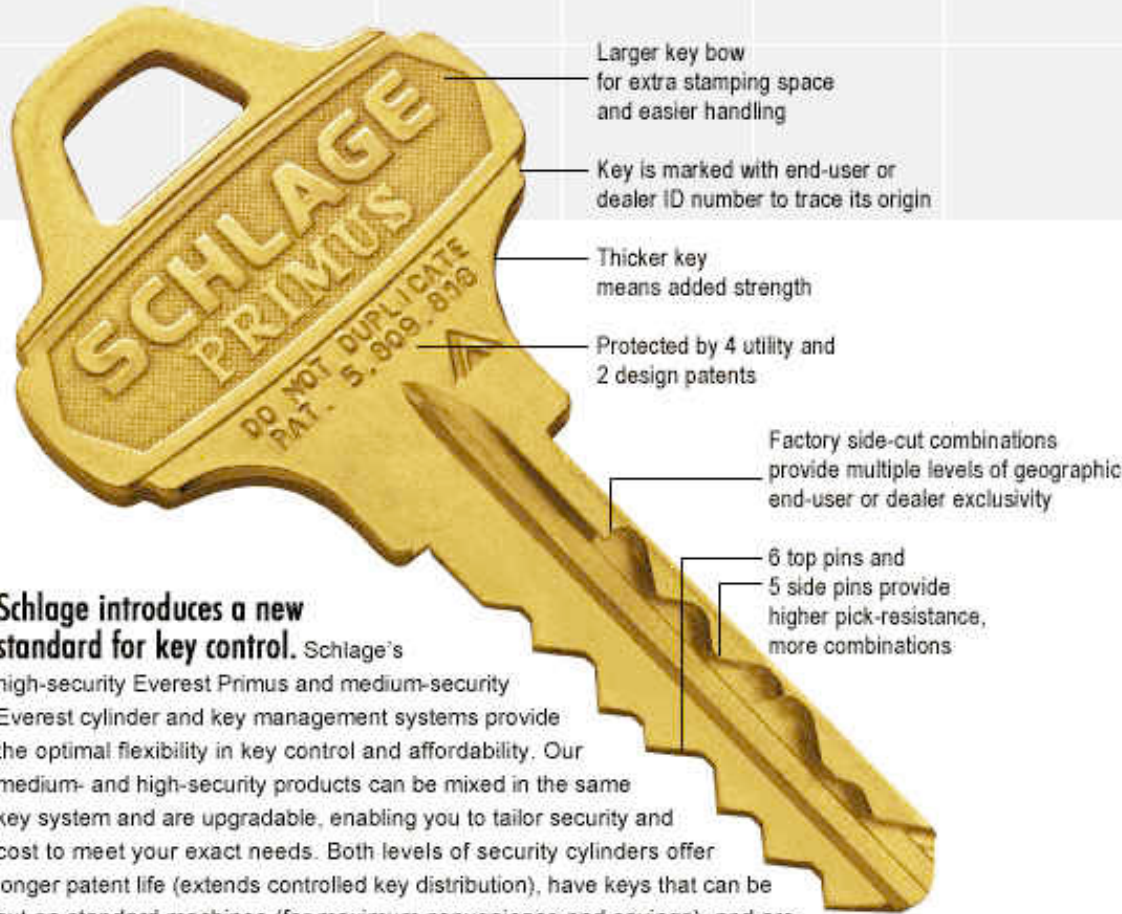 SCHLAGE
PRIMUS
DO NOT DUPLICATE
PAT. 5,809,816
Larger key bow
for extra stamping space
and easier handling
Key is marked with end-user or
dealer ID number to trace its origin
Thicker key
means added strength
Protected by 4 utility and
2 design patents
Factory side-cut combinations
provide multiple levels of geographic
end-user or dealer exclusivity
6 top pins and
5 side pins provide
higher pick-resistance,
more combinations
Schlage introduces a new
standard for key control. Schlage's
high-security Everest Primus and medium-security
Everest cylinder and key management systems provide
the optimal flexibility in key control and affordability. Our
medium- and high-security products can be mixed in the same
key system and are upgradable, enabling you to tailor security and
cost to meet your exact needs. Both levels of security cylinders offer
longer patent life (extends controlled key distribution), have keys that can be